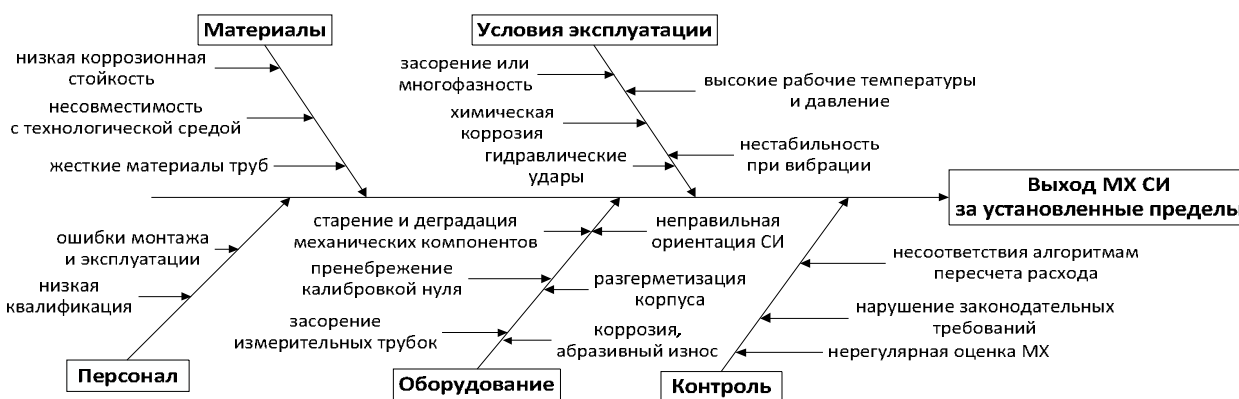 Материалы
низкая коррозионная
стойкость
несовместимость
с технологической средой
жесткие материалы труб
Условия эксплуатации
засорение или
многофазность
химическая
коррозия
гидравлические
удары
высокие рабочие температуры
и давление
нестабильность
при вибрации
Выход МХ СИ
за установленные пределы
ошибки монтажа
и эксплуатации
низкая
квалификация
Персонал
старение и деградация
механических компонентов
пренебрежение
калибровкой нуля
засорение
измерительных трубок
неправильная
ориентация СИ
разгерметизация
корпуса
коррозия,
абразивный износ
Оборудование
несоответствия алгоритмам
пересчета расхода
нарушение законодательных
требований
нерегулярная оценка МХ
Контроль